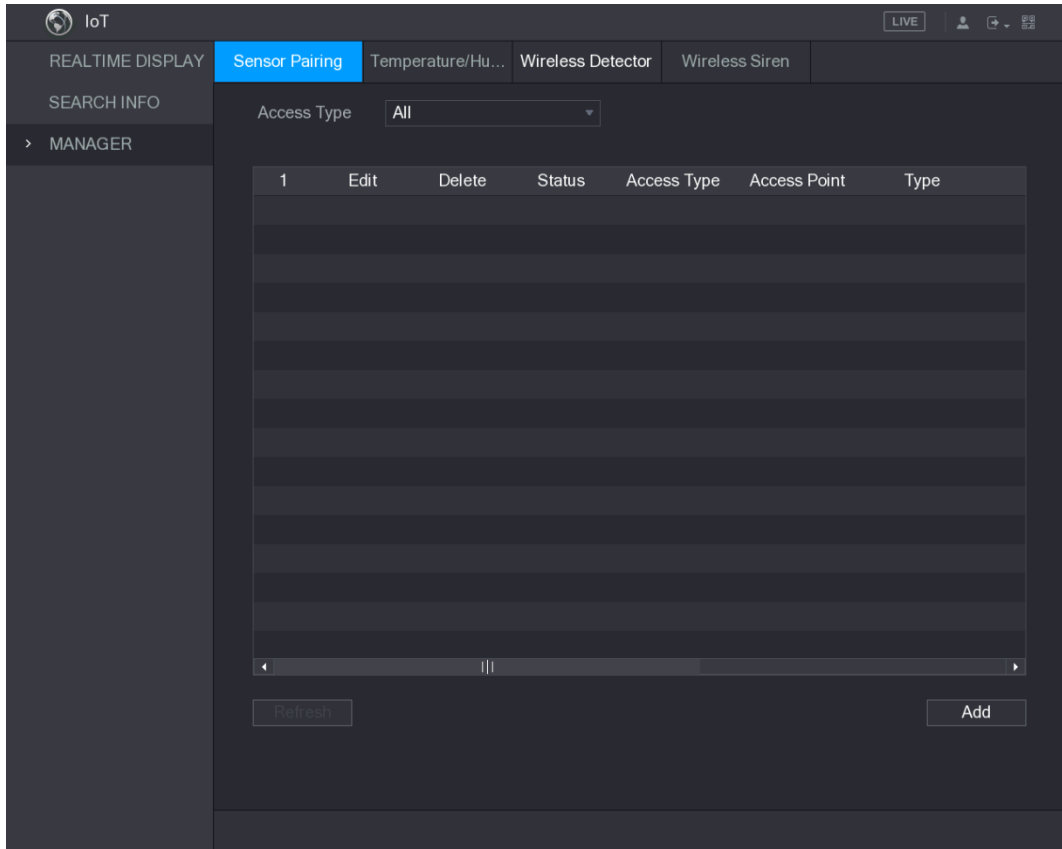 IoT LIVE
REALTIME DISPLAY
SEARCH INFO
MANAGER
Sensor Pairing Temperature/Hu... Wireless Detector Wireless Siren
Access Type All
1 Edit Delete Status Access Type Access Point Type
Refresh Add